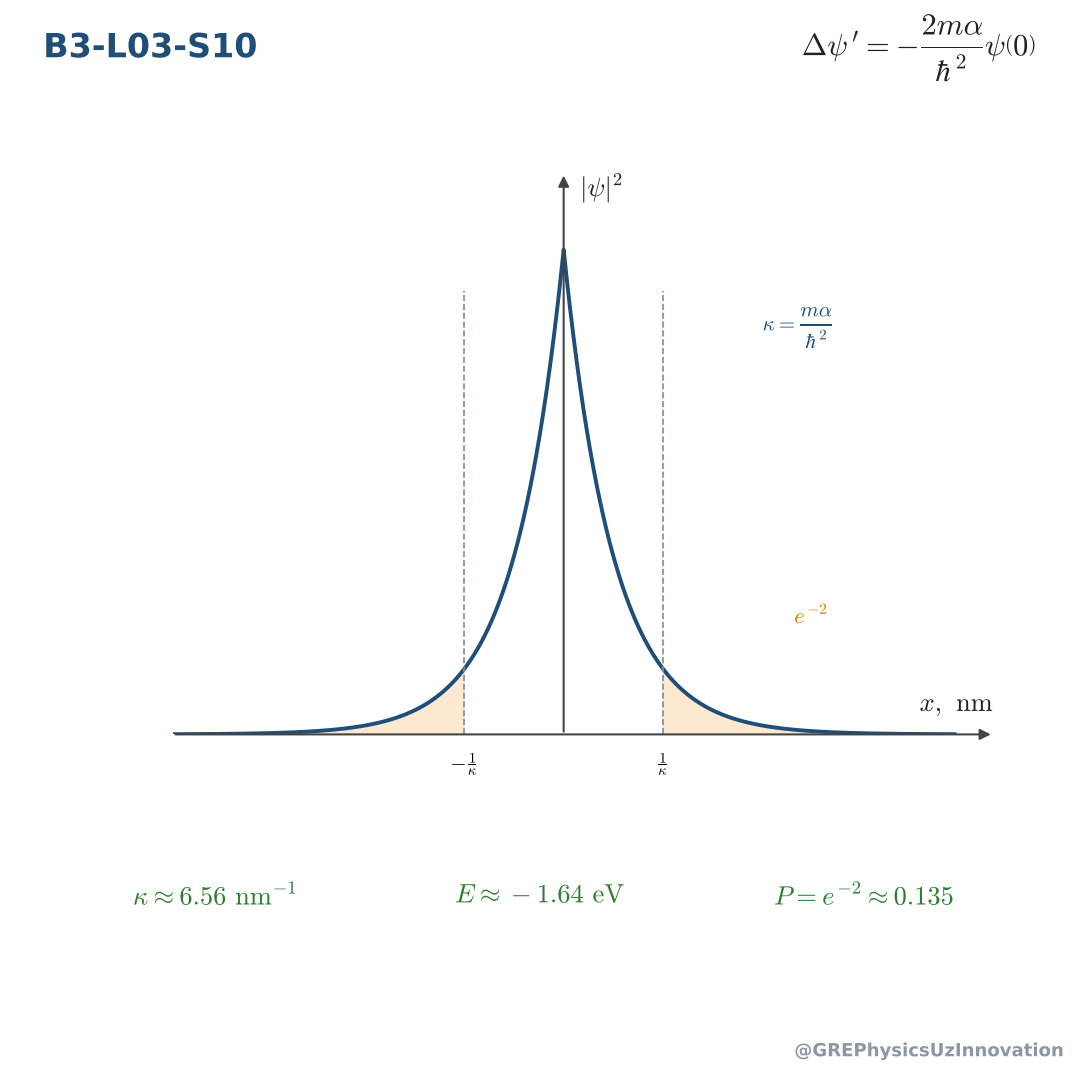 B3-L03-S10
Δψ′ = −2mα/ħ² ψ(0)
|ψ|²
κ = mα/ħ²
e⁻²
x, nm
−1/κ
1/κ
κ ≈ 6.56 nm⁻¹
E ≈ −1.64 eV
P = e⁻² ≈ 0.135
@GREPhysicsUzInnovation